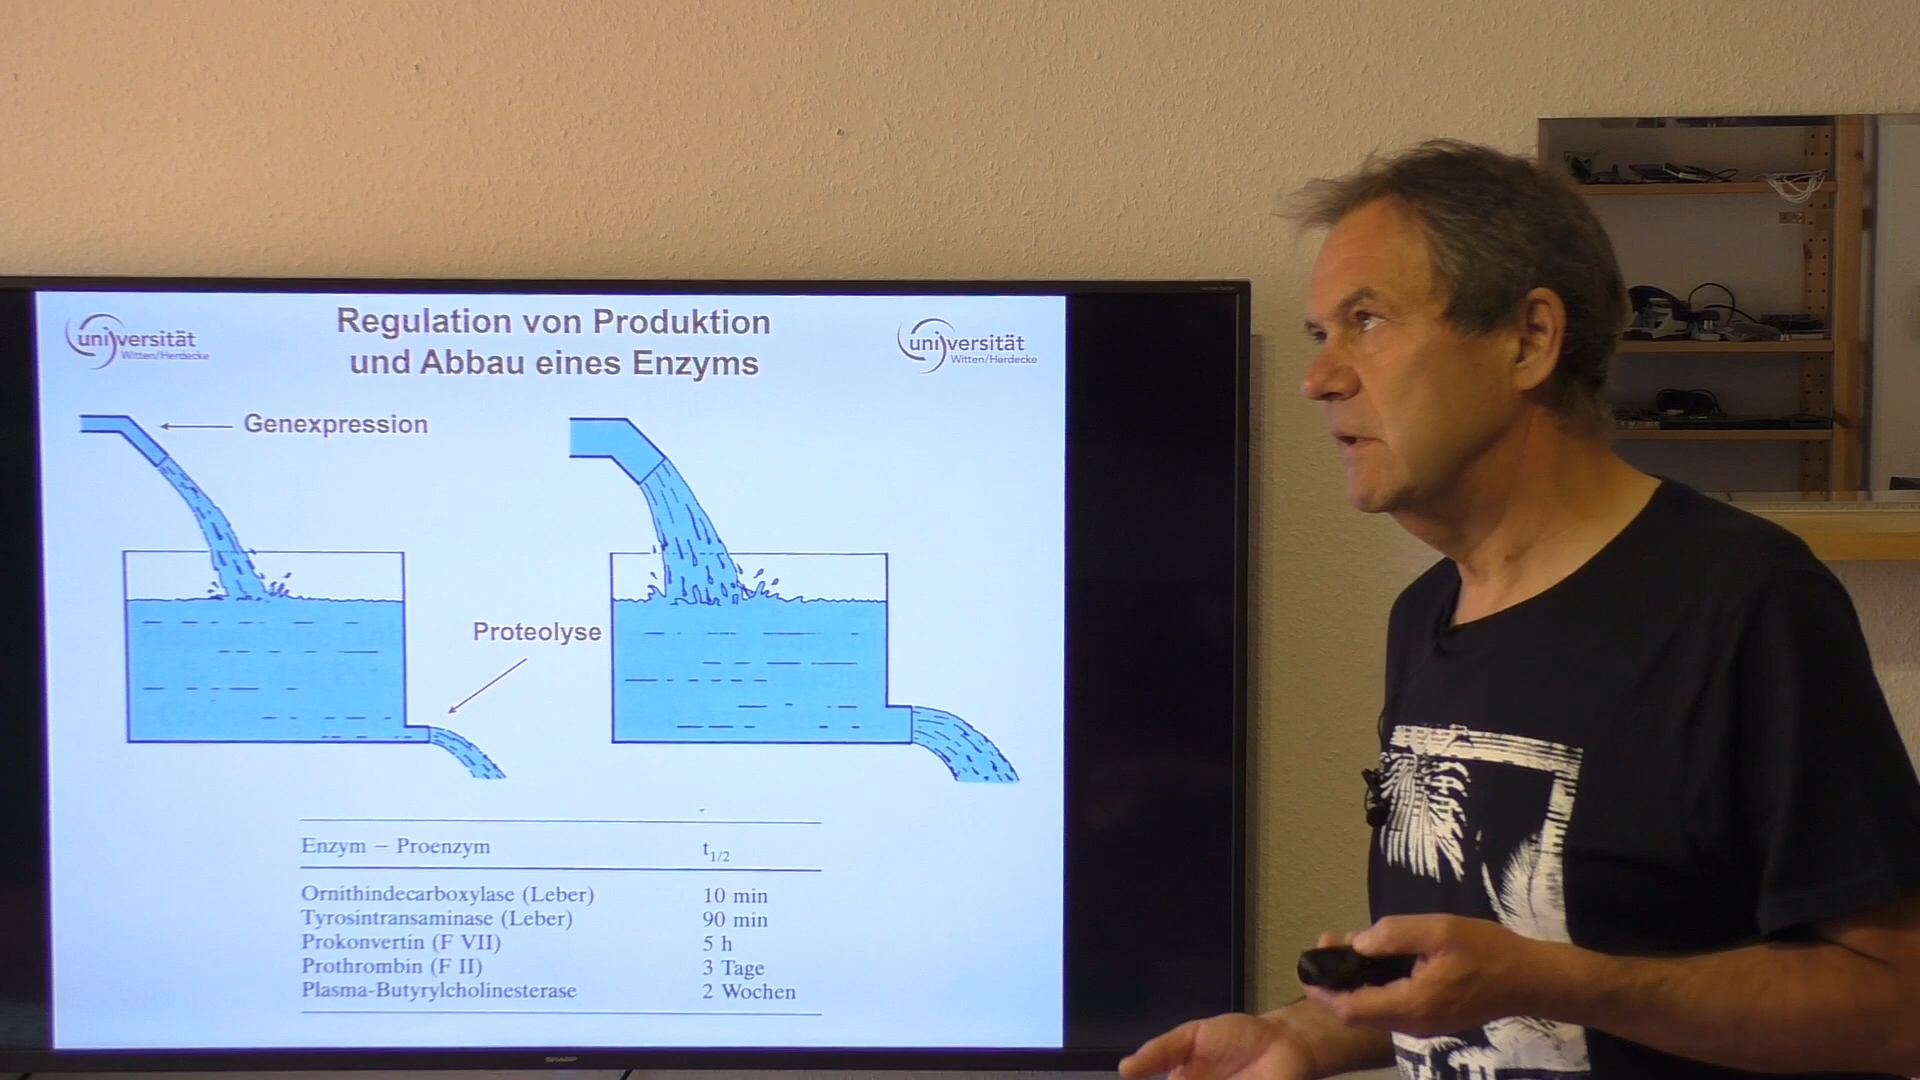 universität
Witten/Herdecke
Regulation von Produktion
und Abbau eines Enzyms
universität
Witten/Herdecke
Genexpression
Proteolyse
Enzym – Proenzym t1/2
Ornithindecarboxylase (Leber) 10 min
Tyrosintransaminase (Leber) 90 min
Prokonvertin (F VII) 5 h
Prothrombin (F II) 3 Tage
Plasma-Butyrylcholinesterase 2 Wochen
SHARP